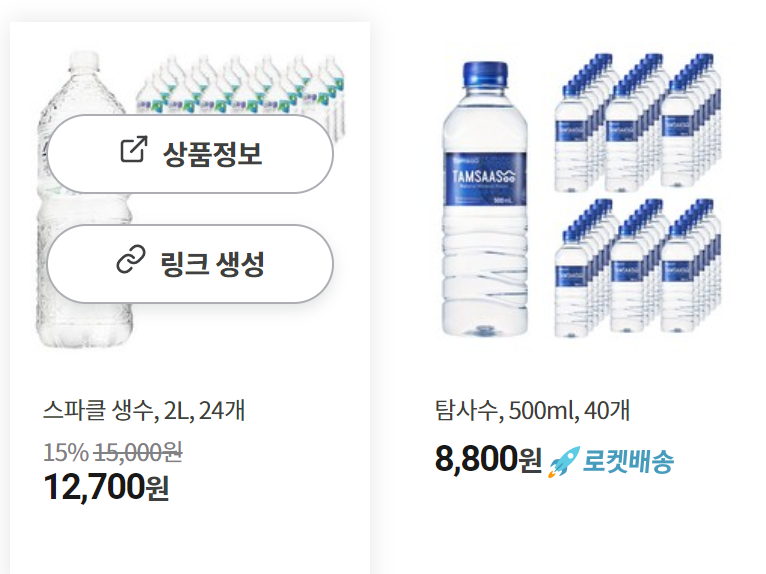 상품정보
링크 생성
스파클 생수, 2L, 24개
15% 15,000원
12,700원
TAMSAAS
500mL
탐사수, 500ml, 40개
8,800원 로켓배송